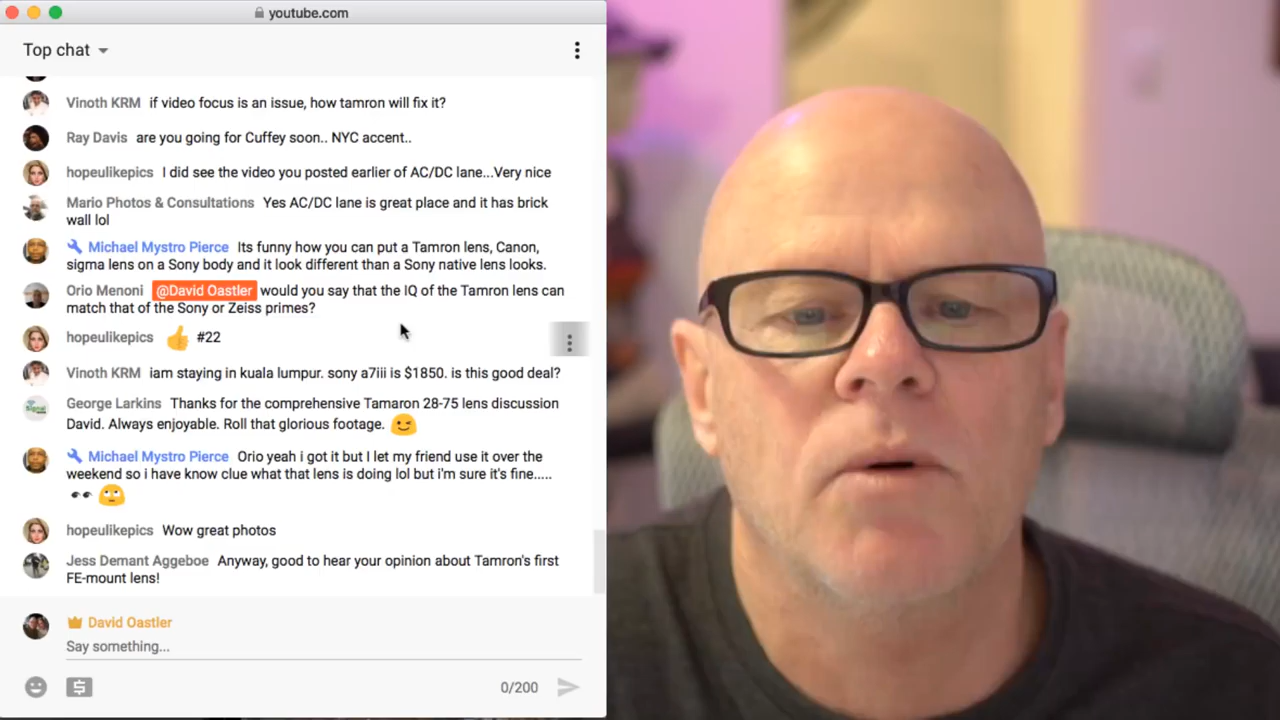 youtube.com
Top chat
Vinoth KRM if video focus is an issue, how tamron will fix it?
Ray Davis are you going for Cuffey soon.. NYC accent..
hopeulikepics I did see the video you posted earlier of AC/DC lane...Very nice
Mario Photos & Consultations Yes AC/DC lane is great place and it has brick
wall lol
Michael Mystro Pierce Its funny how you can put a Tamron lens, Canon,
sigma lens on a Sony body and it look different than a Sony native lens looks.
Orio Menoni @David Oastler would you say that the IQ of the Tamron lens can
match that of the Sony or Zeiss primes?
hopeulikepics 👍 #22
Vinoth KRM iam staying in kuala lumpur. sony a7iii is $1850. is this good deal?
George Larkins Thanks for the comprehensive Tamaron 28-75 lens discussion
David. Always enjoyable. Roll that glorious footage. 😉
Michael Mystro Pierce Orio yeah i got it but I let my friend use it over the
weekend so i have know clue what that lens is doing lol but i'm sure it's fine.....
👀 🙄
hopeulikepics Wow great photos
Jess Demant Aggeboe Anyway, good to hear your opinion about Tamron's first
FE-mount lens!
David Oastler
Say something...
0/200